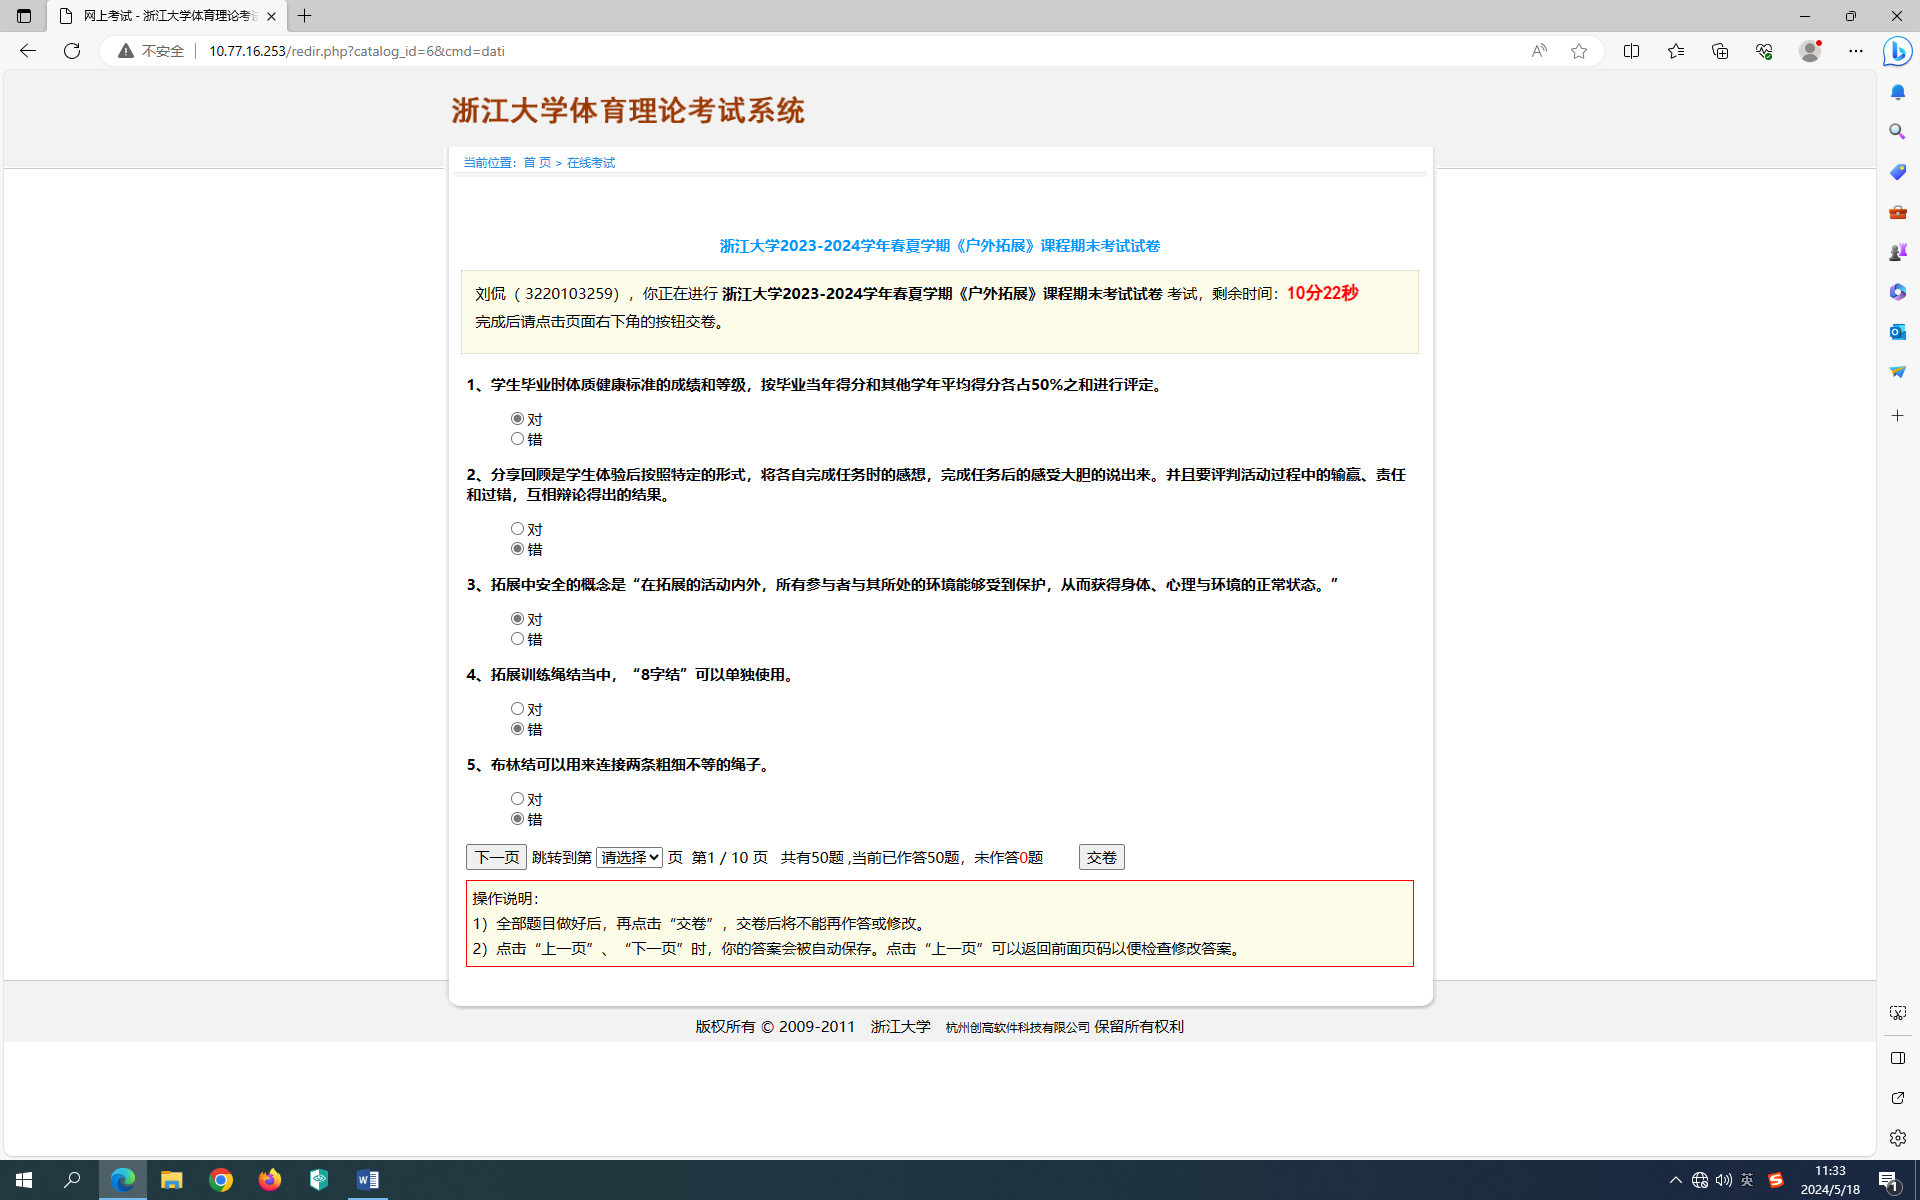 网上考试 - 浙江大学体育理论考试
不安全 10.77.16.253/redir.php?catalog_id=6&cmd=dati
浙江大学体育理论考试系统
当前位置：首 页 > 在线考试
浙江大学2023-2024学年春夏学期《户外拓展》课程期末考试试卷
刘侃（ 3220103259），你正在进行 浙江大学2023-2024学年春夏学期《户外拓展》课程期末考试试卷 考试，剩余时间：10分22秒
完成后请点击页面右下角的按钮交卷。
1、学生毕业时体质健康标准的成绩和等级，按毕业当年得分和其他学年平均得分各占50%之和进行评定。
对
错
2、分享回顾是学生体验后按照特定的形式，将各自完成任务时的感想，完成任务后的感受大胆的说出来。并且要评判活动过程中的输赢、责任
和过错，互相辩论得出的结果。
对
错
3、拓展中安全的概念是“在拓展的活动内外，所有参与者与其所处的环境能够受到保护，从而获得身体、心理与环境的正常状态。”
对
错
4、拓展训练绳结当中，“8字结”可以单独使用。
对
错
5、布林结可以用来连接两条粗细不等的绳子。
对
错
下一页 跳转到第 请选择 页 第1 / 10 页 共有50题 ,当前已作答50题，未作答0题 交卷
操作说明：
1）全部题目做好后，再点击“交卷”，交卷后将不能再作答或修改。
2）点击“上一页”、“下一页”时，你的答案会被自动保存。点击“上一页”可以返回前面页码以便检查修改答案。
版权所有 © 2009-2011 浙江大学 杭州创高软件科技有限公司 保留所有权利
英
11:33
2024/5/18
1